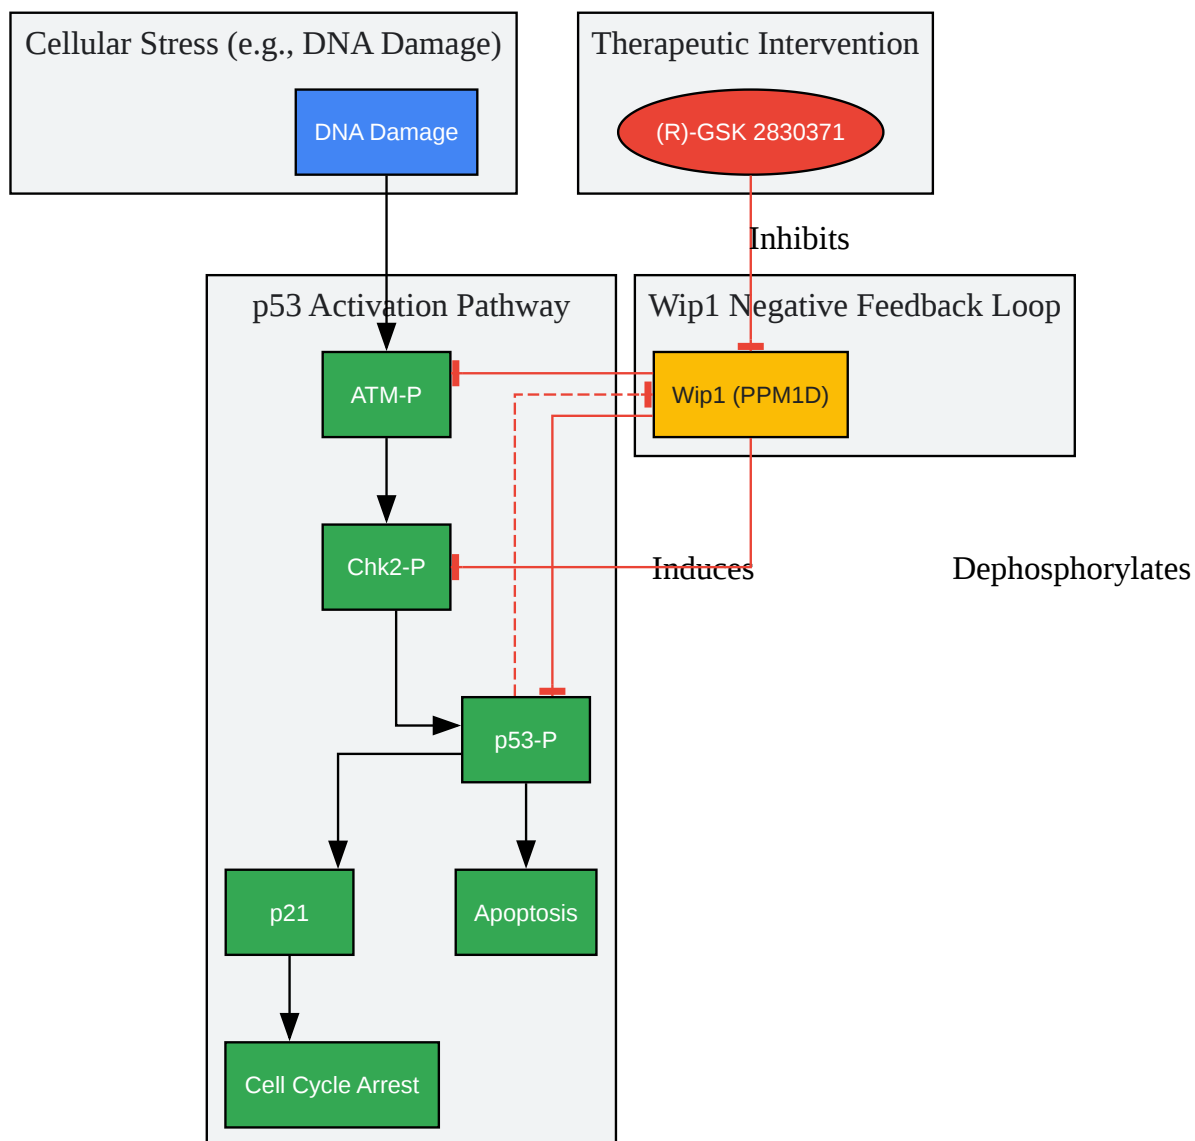 Cellular Stress (e.g., DNA Damage)
Therapeutic Intervention
DNA Damage
(R)-GSK 2830371
Inhibits
p53 Activation Pathway
Wip1 Negative Feedback Loop
ATM-P
Wip1 (PPM1D)
Chk2-P
Induces
Dephosphorylates
p53-P
p21
Apoptosis
Cell Cycle Arrest